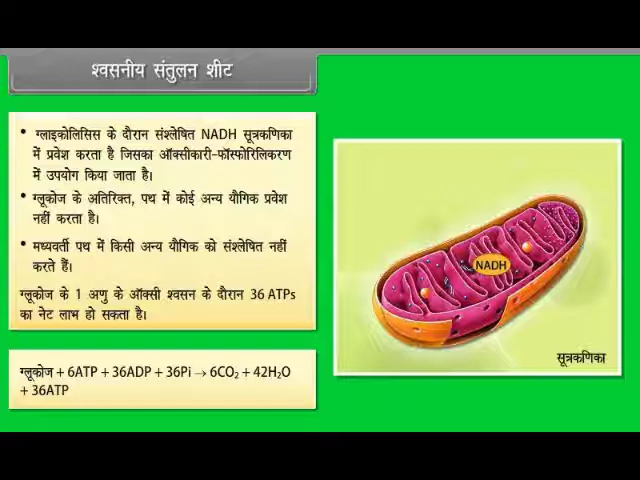 श्वसनीय संतुलन शीट
• ग्लाइकोलिसिस के दौरान संश्लेषित NADH सूत्रकणिका
में प्रवेश करता है जिसका ऑक्सीकारी-फॉस्फोरिलिकरण
में उपयोग किया जाता है।
• ग्लूकोज के अतिरिक्त, पथ में कोई अन्य यौगिक प्रवेश
नहीं करता है।
• मध्यवर्ती पथ में किसी अन्य यौगिक को संश्लेषित नहीं
करते हैं।
ग्लूकोज के 1 अणु के ऑक्सी श्वसन के दौरान 36 ATPs
का नेट लाभ हो सकता है।
ग्लूकोज + 6ATP + 36ADP + 36Pi → 6CO₂ + 42H₂O
+ 36ATP
NADH
सूत्रकणिका